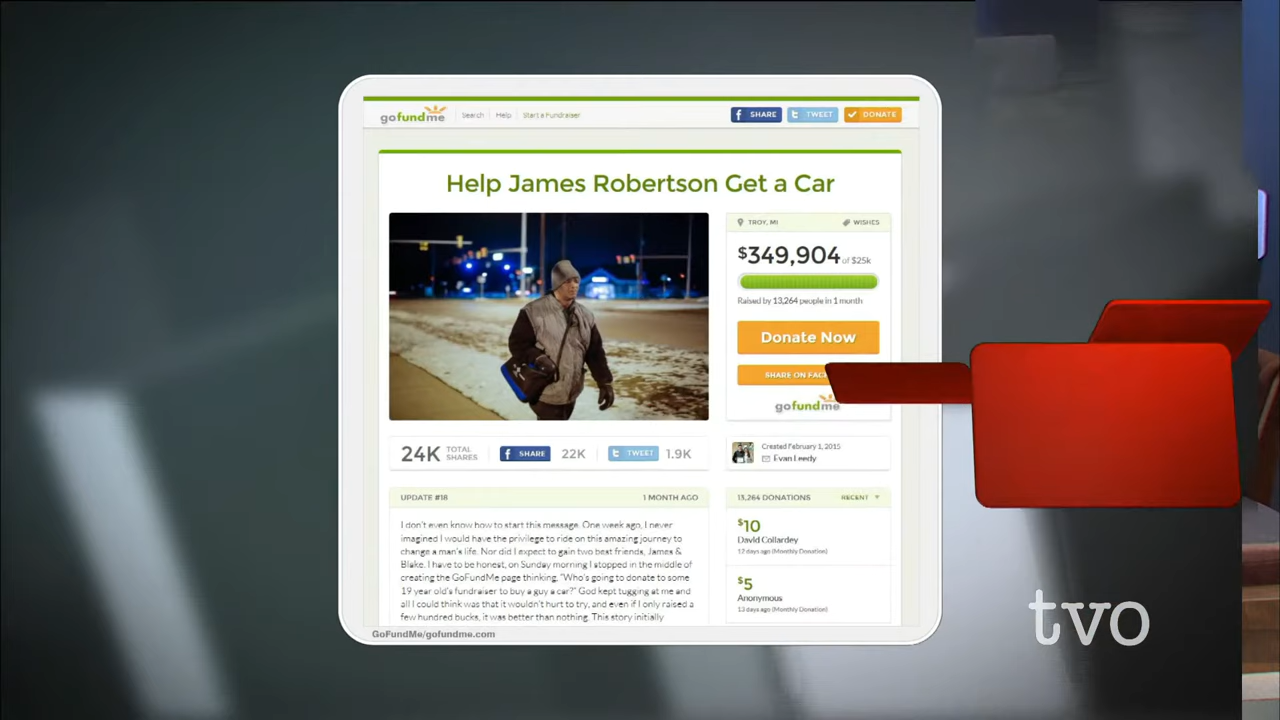 gofundme Search Help Start a Fundraiser SHARE TWEET DONATE
Help James Robertson Get a Car
TROY, MI WISHES
$349,904 of $25k
Raised by 13,264 people in 1 month
Donate Now
SHARE ON FAC
gofundme
24K TOTAL SHARES SHARE 22K TWEET 1.9K
Created February 1, 2015
Evan Leedy
UPDATE #18 1 MONTH AGO
I don't even know how to start this message. One week ago, I never
imagined I would have the privilege to ride on this amazing journey to
change a man's life. Nor did I expect to gain two best friends, James &
Blake. I have to be honest, on Sunday morning I stopped in the middle of
creating the GoFundMe page thinking, "Who's going to donate to some
19 year old's fundraiser to buy a guy a car?" God kept tugging at me and
all I could think was that it wouldn't hurt to try, and even if I only raised a
few hundred bucks, it was better than nothing. This story initially
13,264 DONATIONS RECENT
$10
David Collardey
12 days ago (Monthly Donation)
$5
Anonymous
13 days ago (Monthly Donation)
GoFundMe/gofundme.com
tvo